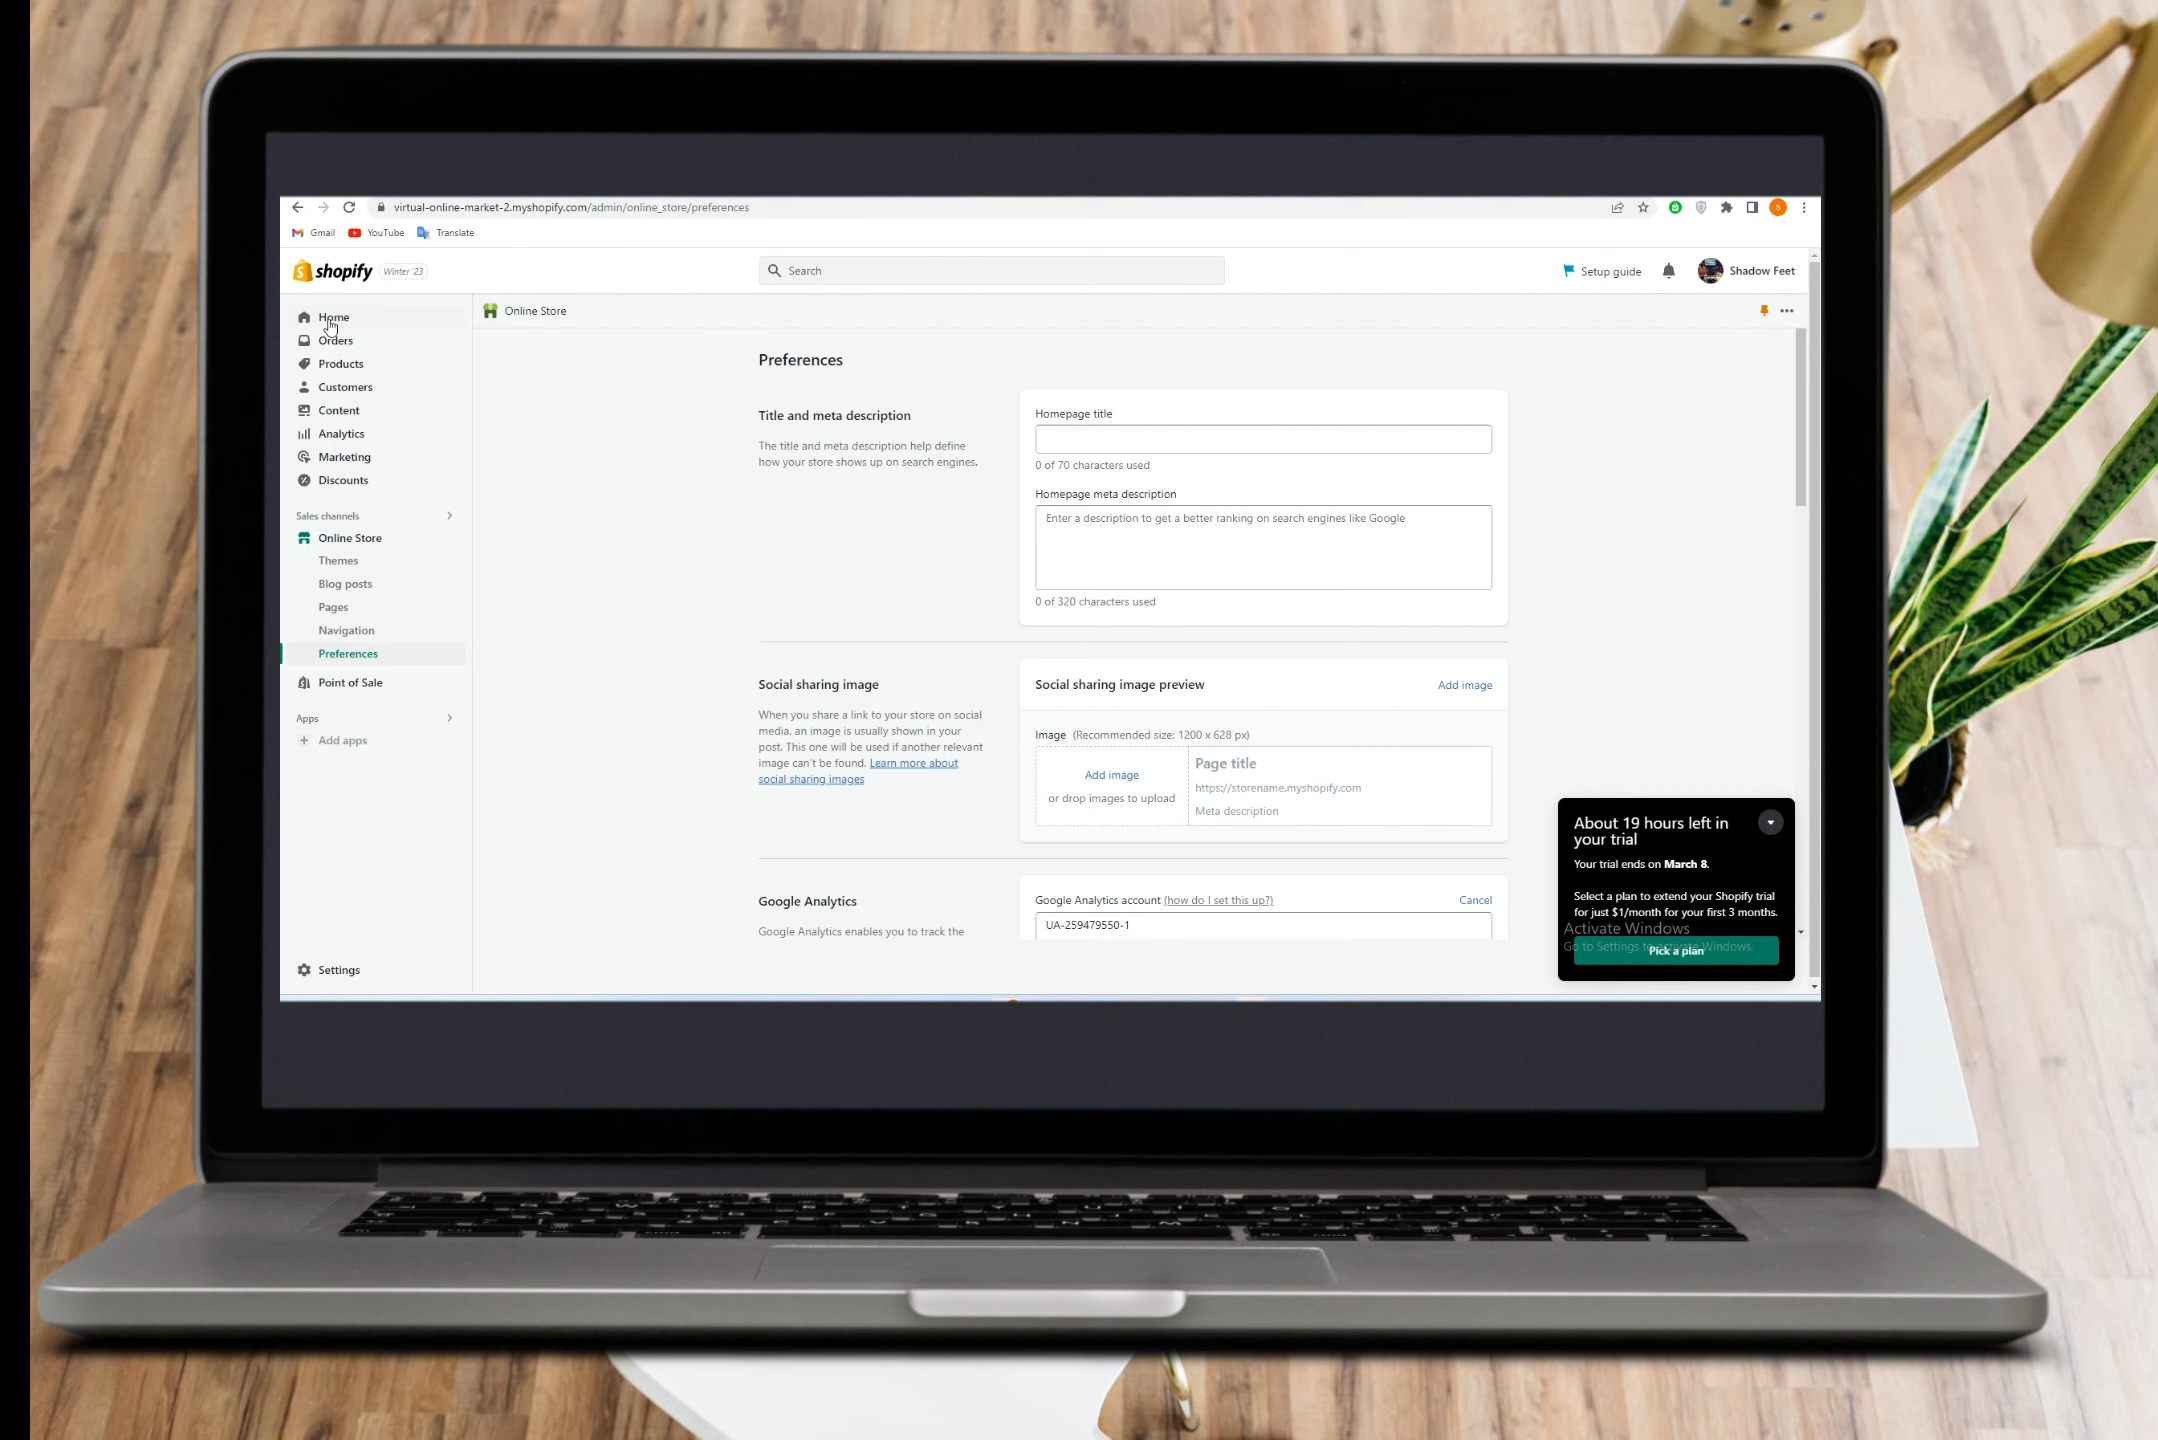 virtual-online-market-2.myshopify.com/admin/online_store/preferences
S
Gmail
YouTube
Translate
shopify
Winter '23
Search
Setup guide
Shadow Feet
Home
Orders
Products
Customers
Content
Analytics
Marketing
Discounts
Sales channels
Online Store
Themes
Blog posts
Pages
Navigation
Preferences
Point of Sale
Apps
Add apps
Settings
Online Store
Preferences
Title and meta description
The title and meta description help define
how your store shows up on search engines.
Homepage title
0 of 70 characters used
Homepage meta description
Enter a description to get a better ranking on search engines like Google
0 of 320 characters used
Social sharing image
When you share a link to your store on social
media, an image is usually shown in your
post. This one will be used if another relevant
image can't be found. Learn more about
social sharing images
Social sharing image preview
Add image
Image (Recommended size: 1200 x 628 px)
Add image
or drop images to upload
Page title
https://storename.myshopify.com
Meta description
Google Analytics
Google Analytics enables you to track the
Google Analytics account (how do I set this up?)
Cancel
UA-259479550-1
About 19 hours left in
your trial
Your trial ends on March 8.
Select a plan to extend your Shopify trial
for just $1/month for your first 3 months.
Activate Windows
Go to Settings to activate Windows.
Pick a plan